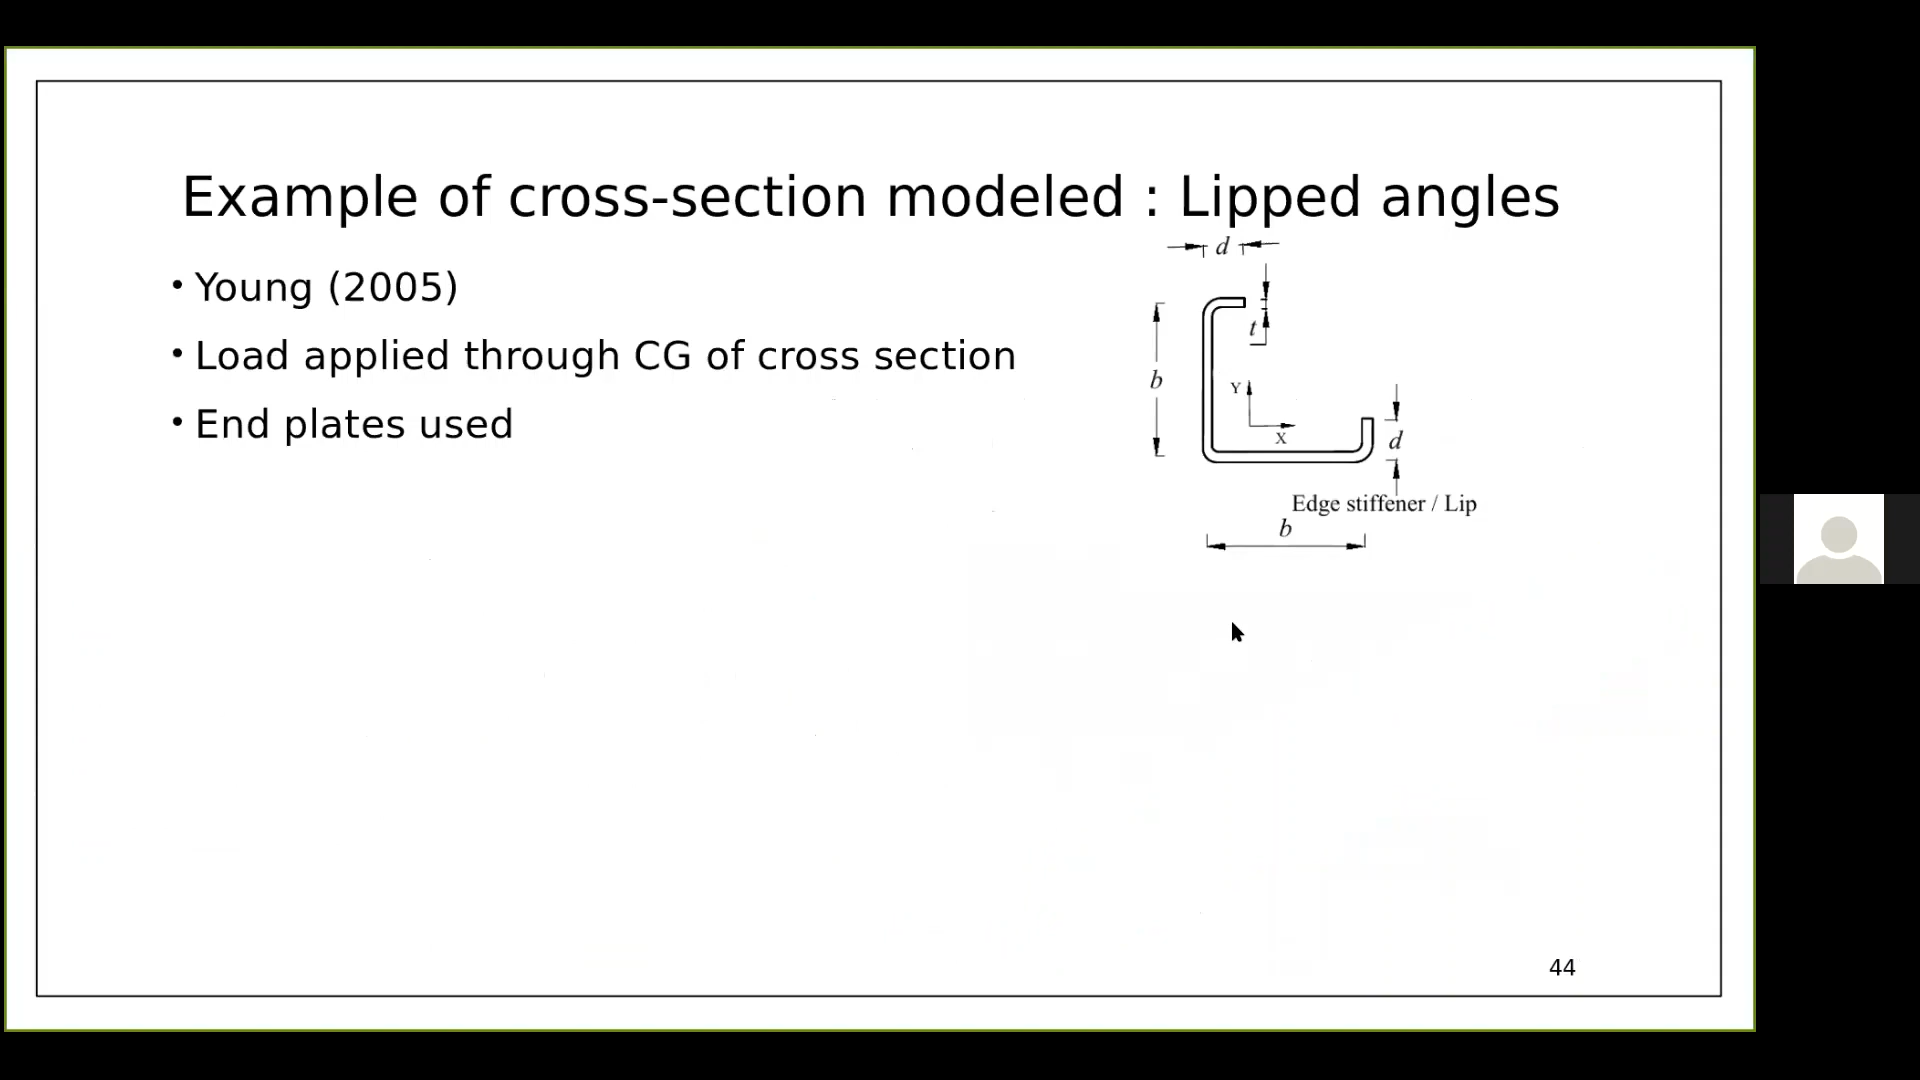 Example of cross-section modeled : Lipped angles
• Young (2005)
• Load applied through CG of cross section
• End plates used
d
t
b
Y
X
d
Edge stiffener / Lip
b
44